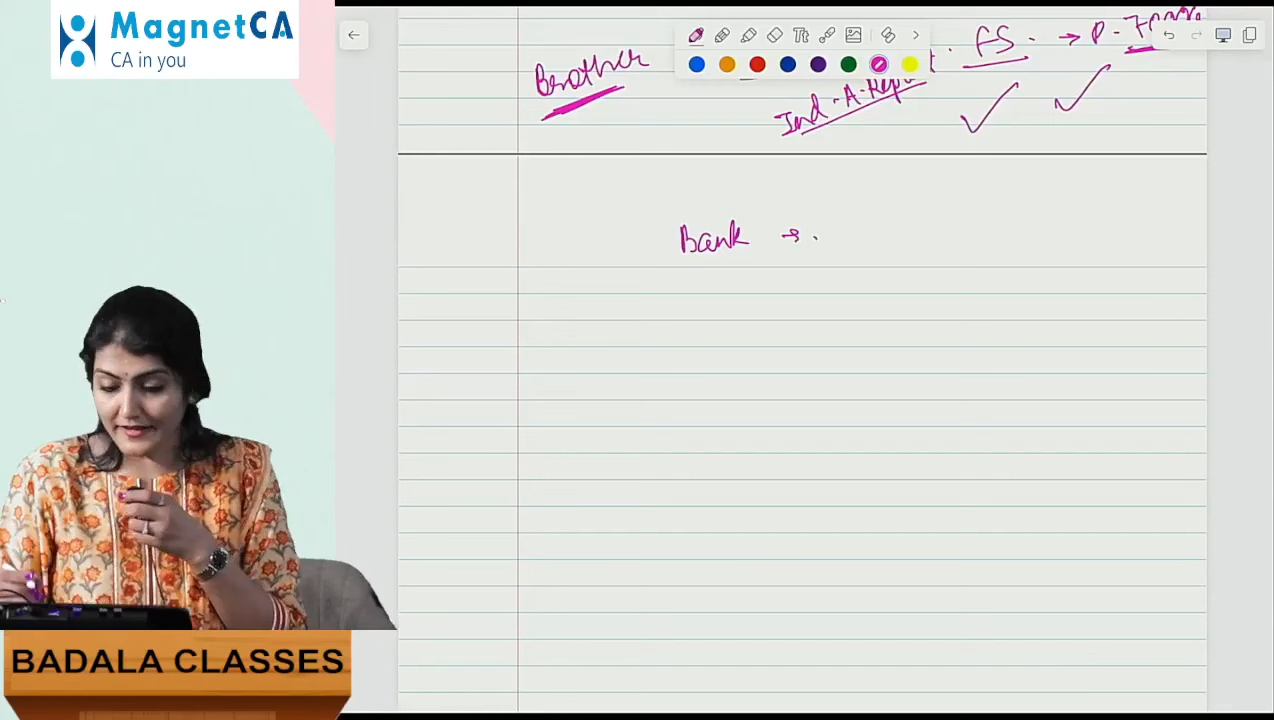 MagnetCA
CA in you
FS. → P.
Brother
Ind-A-Report
Bank →
BADALA CLASSES